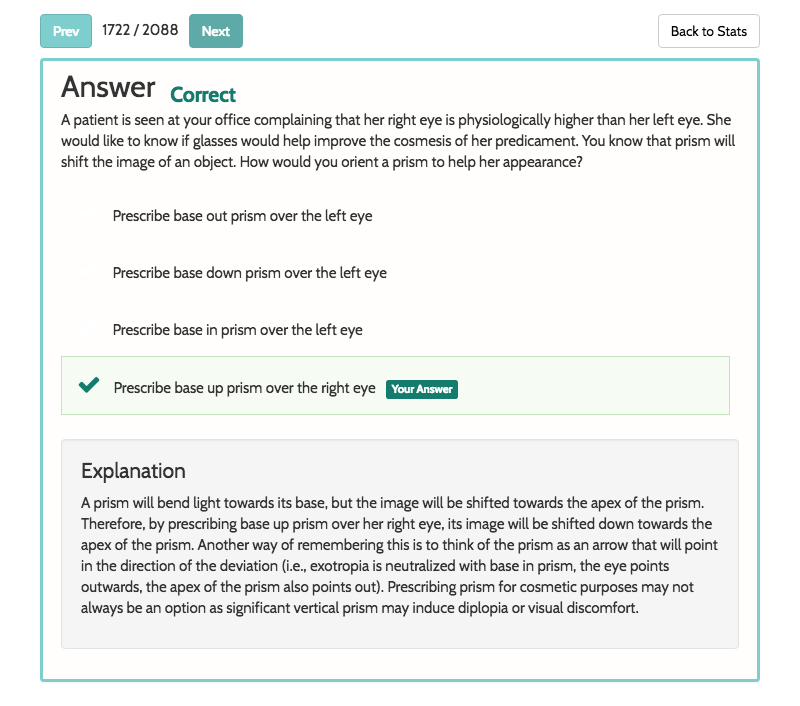 Prev 1722 / 2088 Next Back to Stats
Answer Correct
A patient is seen at your office complaining that her right eye is physiologically higher than her left eye. She
would like to know if glasses would help improve the cosmesis of her predicament. You know that prism will
shift the image of an object. How would you orient a prism to help her appearance?
Prescribe base out prism over the left eye
Prescribe base down prism over the left eye
Prescribe base in prism over the left eye
Prescribe base up prism over the right eye Your Answer
Explanation
A prism will bend light towards its base, but the image will be shifted towards the apex of the prism.
Therefore, by prescribing base up prism over her right eye, its image will be shifted down towards the
apex of the prism. Another way of remembering this is to think of the prism as an arrow that will point
in the direction of the deviation (i.e., exotropia is neutralized with base in prism, the eye points
outwards, the apex of the prism also points out). Prescribing prism for cosmetic purposes may not
always be an option as significant vertical prism may induce diplopia or visual discomfort.